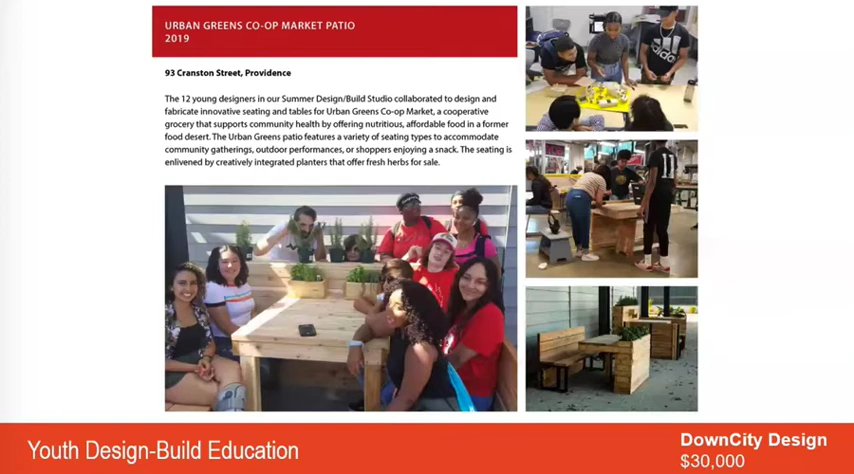 URBAN GREENS CO-OP MARKET PATIO
2019
93 Cranston Street, Providence
The 12 young designers in our Summer Design/Build Studio collaborated to design and
fabricate innovative seating and tables for Urban Greens Co-op Market, a cooperative
grocery that supports community health by offering nutritious, affordable food in a former
food desert. The Urban Greens patio features a variety of seating types to accommodate
community gatherings, outdoor performances, or shoppers enjoying a snack. The seating is
enlivened by creatively integrated planters that offer fresh herbs for sale.
adidas
11
Youth Design-Build Education
DownCity Design
$30,000